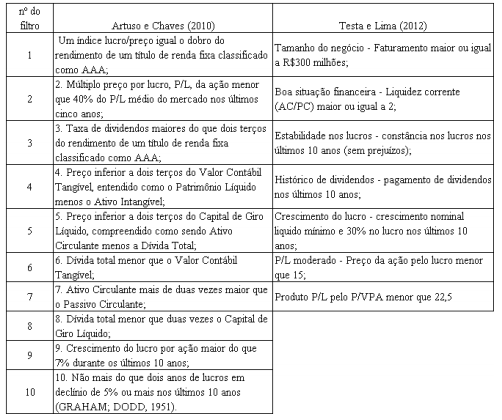 nº do
filtro
Artuso e Chaves (2010)
Testa e Lima (2012)
1
Um índice lucro/preço igual o dobro do
rendimento de um título de renda fixa classificado
como AAA;
Tamanho do negócio - Faturamento maior ou igual
a R$300 milhões;
2
2. Múltiplo preço por lucro, P/L, da ação menor
que 40% do P/L médio do mercado nos últimos
cinco anos;
Boa situação financeira - Liquidez corrente
(AC/PC) maior ou igual a 2;
3
3. Taxa de dividendos maiores do que dois terços
do rendimento de um título de renda fixa
classificado como AAA;
Estabilidade nos lucros - constância nos lucros nos
últimos 10 anos (sem prejuízos);
4
4. Preço inferior a dois terços do Valor Contábil
Tangível, entendido como o Patrimônio Líquido
menos o Ativo Intangível;
Histórico de dividendos - pagamento de dividendos
nos últimos 10 anos;
5
5. Preço inferior a dois terços do Capital de Giro
Líquido, compreendido como sendo Ativo
Circulante menos a Dívida Total;
Crescimento do lucro - crescimento nominal
liquido mínimo e 30% no lucro nos últimos 10
anos;
6
6. Dívida total menor que o Valor Contábil
Tangível;
P/L moderado - Preço da ação pelo lucro menor
que 15;
7
7. Ativo Circulante mais de duas vezes maior que
o Passivo Circulante;
Produto P/L pelo P/VPA menor que 22,5
8
8. Dívida total menor que duas vezes o Capital de
Giro Líquido;
9
9. Crescimento do lucro por ação maior do que
7% durante os últimos 10 anos;
10
10. Não mais do que dois anos de lucros em
declínio de 5% ou mais nos últimos 10 anos
(GRAHAM; DODD, 1951).